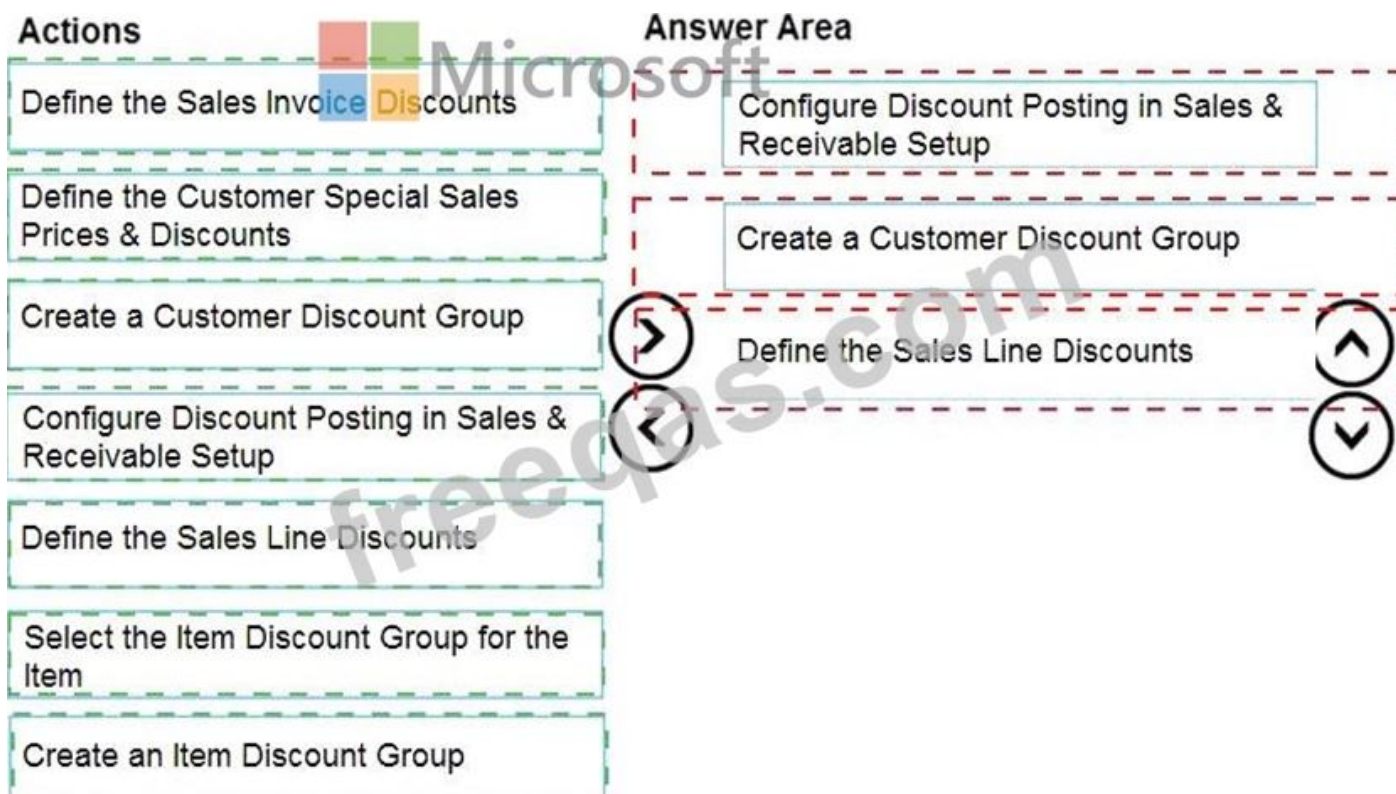 Actions
Microsoft
Define the Sales Invoice Discounts
Define the Customer Special Sales
Prices & Discounts
Create a Customer Discount Group
Configure Discount Posting in Sales &
Receivable Setup
Define the Sales Line Discounts
Select the Item Discount Group for the
Item
Create an Item Discount Group
Answer Area
Configure Discount Posting in Sales &
Receivable Setup
Create a Customer Discount Group
Define the Sales Line Discounts
freeqas.com